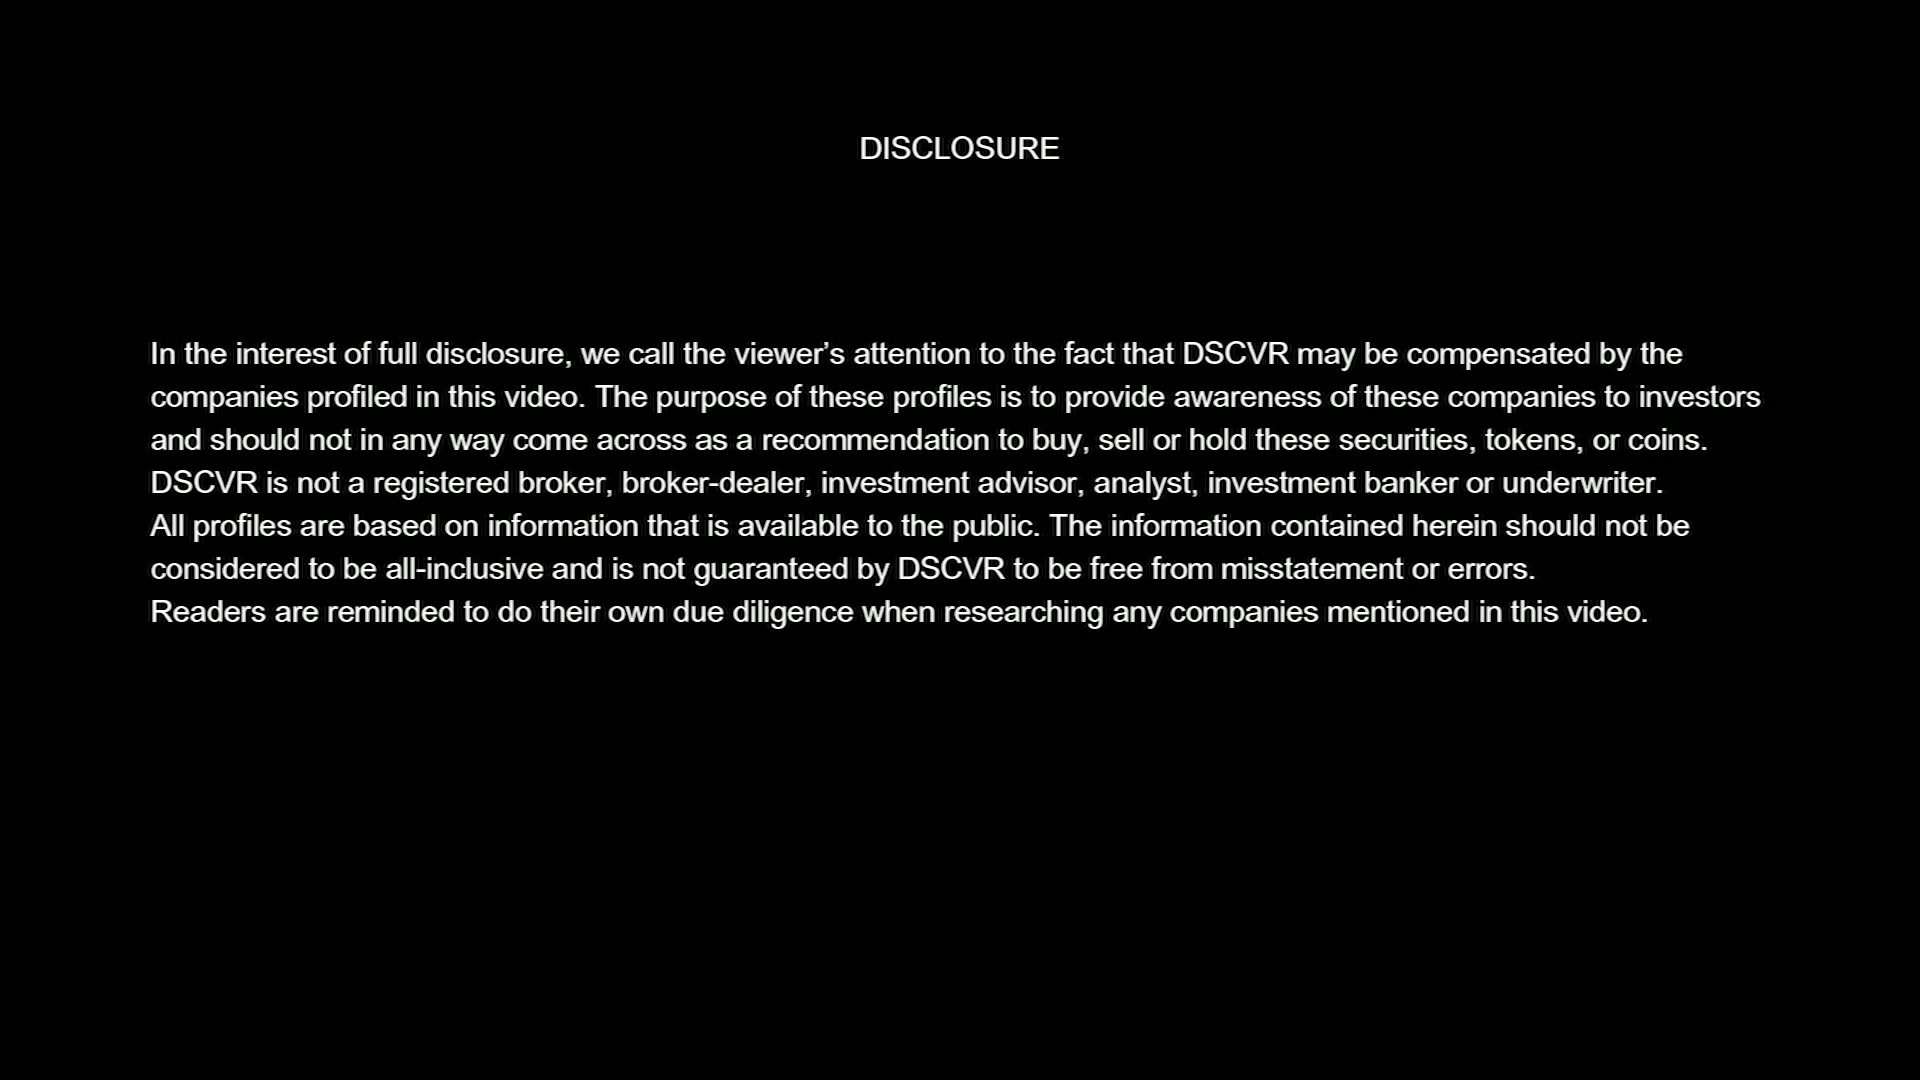 DISCLOSURE
In the interest of full disclosure, we call the viewer’s attention to the fact that DSCVR may be compensated by the
companies profiled in this video. The purpose of these profiles is to provide awareness of these companies to investors
and should not in any way come across as a recommendation to buy, sell or hold these securities, tokens, or coins.
DSCVR is not a registered broker, broker-dealer, investment advisor, analyst, investment banker or underwriter.
All profiles are based on information that is available to the public. The information contained herein should not be
considered to be all-inclusive and is not guaranteed by DSCVR to be free from misstatement or errors.
Readers are reminded to do their own due diligence when researching any companies mentioned in this video.